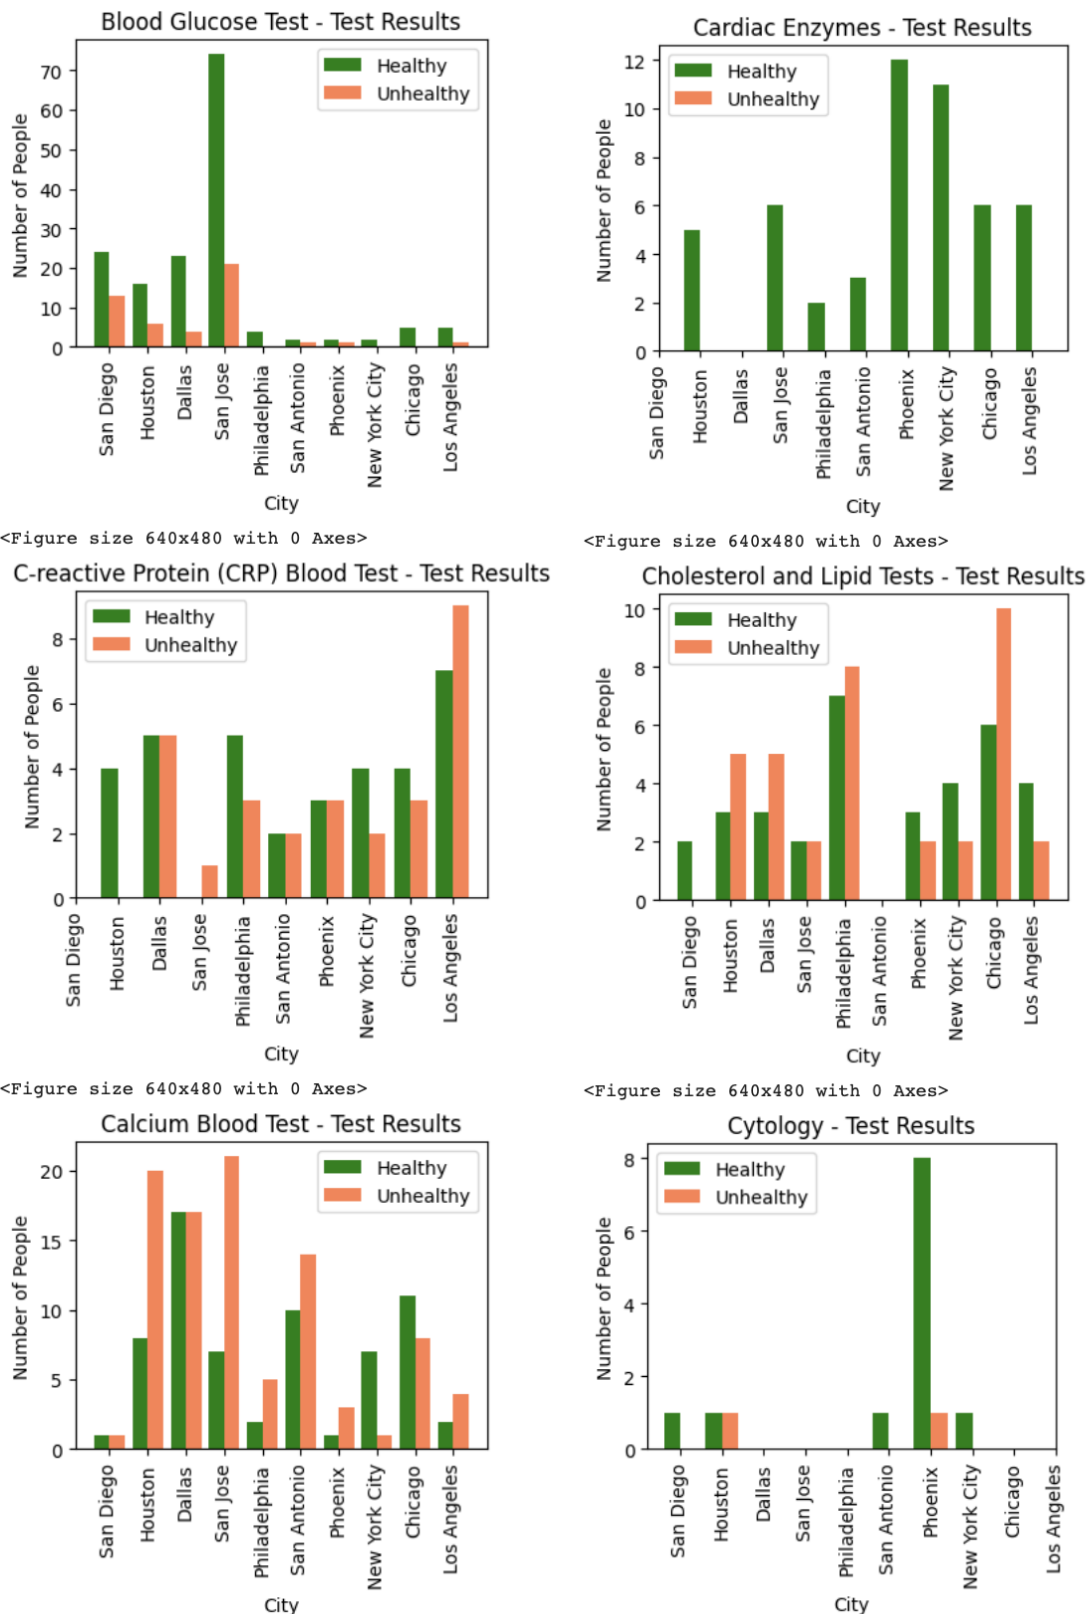 Blood Glucose Test - Test Results
Number of People
70
60
50
40
30
20
10
0
Healthy
Unhealthy
San Diego
Houston
Dallas
San Jose
Philadelphia
San Antonio
Phoenix
New York City
Chicago
Los Angeles
City
<Figure size 640x480 with 0 Axes>
Cardiac Enzymes - Test Results
Number of People
12
10
8
6
4
2
0
Healthy
Unhealthy
San Diego
Houston
Dallas
San Jose
Philadelphia
San Antonio
Phoenix
New York City
Chicago
Los Angeles
City
<Figure size 640x480 with 0 Axes>
C-reactive Protein (CRP) Blood Test - Test Results
Number of People
8
6
4
2
0
Healthy
Unhealthy
San Diego
Houston
Dallas
San Jose
Philadelphia
San Antonio
Phoenix
New York City
Chicago
Los Angeles
City
<Figure size 640x480 with 0 Axes>
Cholesterol and Lipid Tests - Test Results
Number of People
10
8
6
4
2
0
Healthy
Unhealthy
San Diego
Houston
Dallas
San Jose
Philadelphia
San Antonio
Phoenix
New York City
Chicago
Los Angeles
City
<Figure size 640x480 with 0 Axes>
Calcium Blood Test - Test Results
Number of People
20
15
10
5
0
Healthy
Unhealthy
San Diego
Houston
Dallas
San Jose
Philadelphia
San Antonio
Phoenix
New York City
Chicago
Los Angeles
City
Cytology - Test Results
Number of People
8
6
4
2
0
Healthy
Unhealthy
San Diego
Houston
Dallas
San Jose
Philadelphia
San Antonio
Phoenix
New York City
Chicago
Los Angeles
City